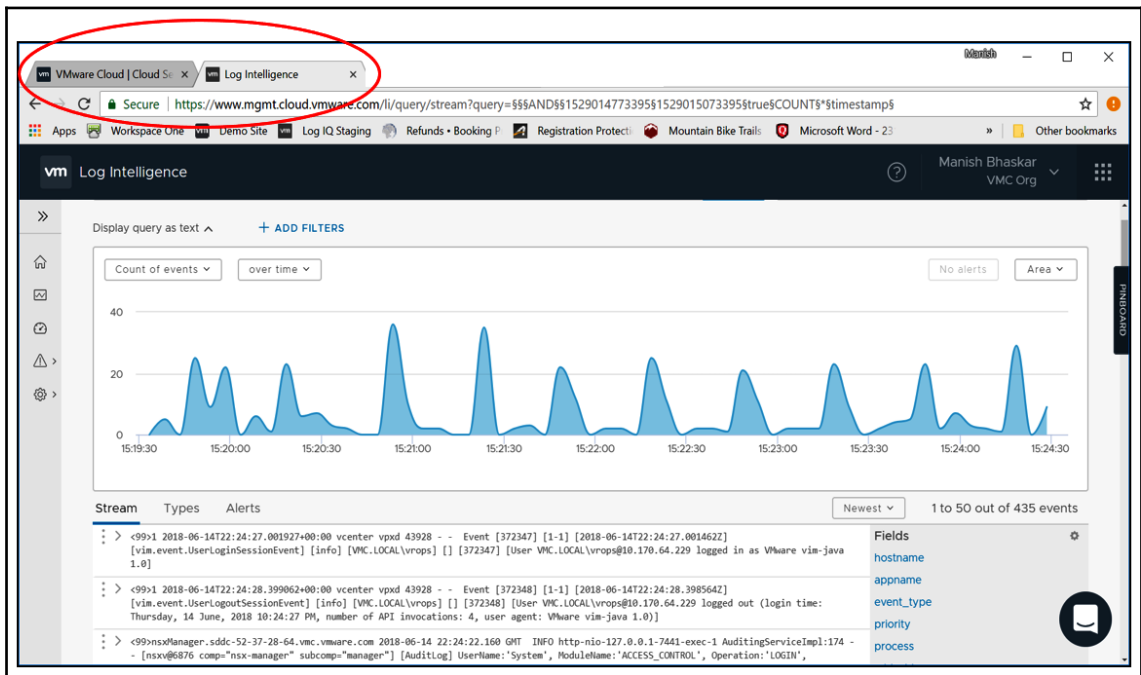 Manish
VMware Cloud | Cloud Se
Log Intelligence
Secure | https://www.mgmt.cloud.vmware.com/li/query/stream?query=§§§AND§§1529014773395§1529015073395§true§COUNT§*§timestamp§
Apps Workspace One Demo Site Log IQ Staging Refunds • Booking P Registration Protecti Mountain Bike Trails Microsoft Word - 23 » Other bookmarks
vm Log Intelligence
Manish Bhaskar
VMC Org
Display query as text + ADD FILTERS
Count of events over time No alerts Area
PINBOARD
40
20
0
15:19:30 15:20:00 15:20:30 15:21:00 15:21:30 15:22:00 15:22:30 15:23:00 15:23:30 15:24:00 15:24:30
Stream Types Alerts Newest 1 to 50 out of 435 events
<99>1 2018-06-14T22:24:27.001927+00:00 vcenter vpxd 43928 - - Event [372347] [1-1] [2018-06-14T22:24:27.001462Z]
[vim.event.UserLoginSessionEvent] [info] [VMC.LOCAL\vrops] [] [372347] [User VMC.LOCAL\vrops@10.170.64.229 logged in as VMware vim-java
1.0]
<99>1 2018-06-14T22:24:28.399062+00:00 vcenter vpxd 43928 - - Event [372348] [1-1] [2018-06-14T22:24:28.398564Z]
[vim.event.UserLogoutSessionEvent] [info] [VMC.LOCAL\vrops] [] [372348] [User VMC.LOCAL\vrops@10.170.64.229 logged out (login time:
Thursday, 14 June, 2018 10:24:27 PM, number of API invocations: 4, user agent: VMware vim-java 1.0)]
<99>nsxManager.sddc-52-37-28-64.vmc.vmware.com 2018-06-14 22:24:22.160 GMT INFO http-nio-127.0.0.1-7441-exec-1 AuditingServiceImpl:174 -
- [nsxv@6876 comp="nsx-manager" subcomp="manager"] [AuditLog] UserName:'System', ModuleName:'ACCESS_CONTROL', Operation:'LOGIN',
Fields
hostname
appname
event_type
priority
process